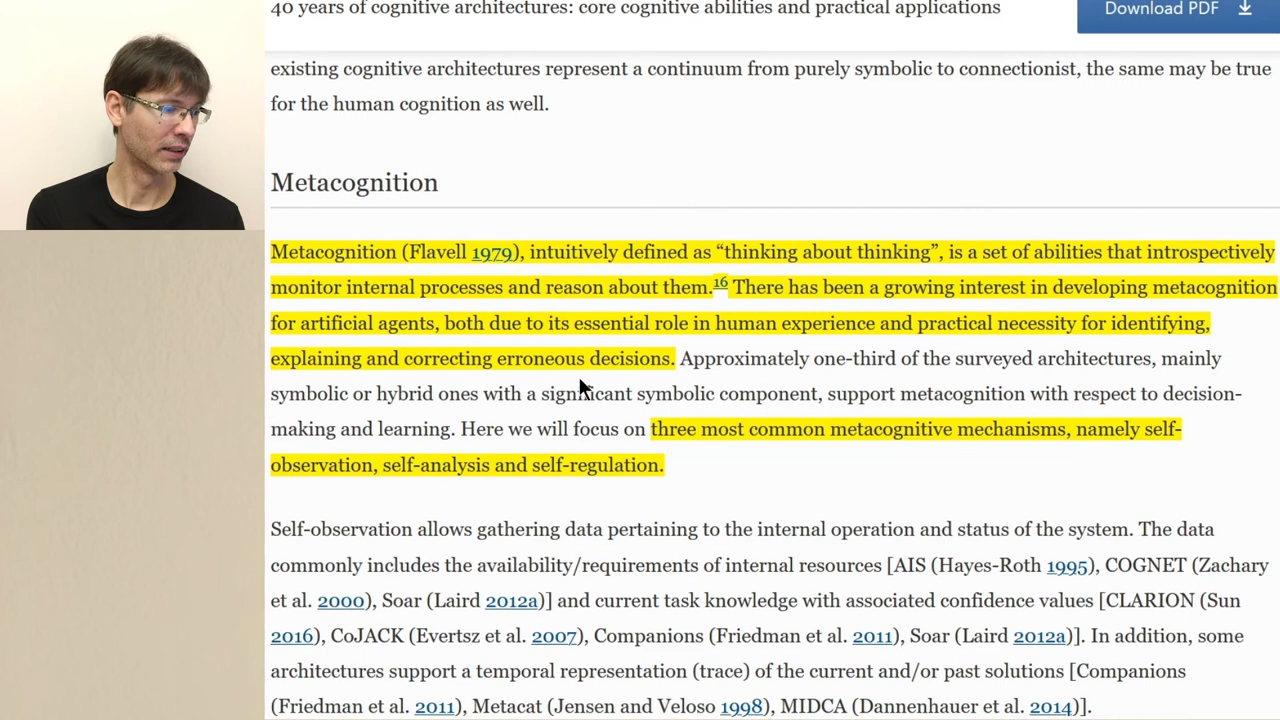 40 years of cognitive architectures: core cognitive abilities and practical applications
Download PDF
existing cognitive architectures represent a continuum from purely symbolic to connectionist, the same may be true
for the human cognition as well.
Metacognition
Metacognition (Flavell 1979), intuitively defined as “thinking about thinking”, is a set of abilities that introspectively
monitor internal processes and reason about them.16 There has been a growing interest in developing metacognition
for artificial agents, both due to its essential role in human experience and practical necessity for identifying,
explaining and correcting erroneous decisions. Approximately one-third of the surveyed architectures, mainly
symbolic or hybrid ones with a significant symbolic component, support metacognition with respect to decision-
making and learning. Here we will focus on three most common metacognitive mechanisms, namely self-
observation, self-analysis and self-regulation.
Self-observation allows gathering data pertaining to the internal operation and status of the system. The data
commonly includes the availability/requirements of internal resources [AIS (Hayes-Roth 1995), COGNET (Zachary
et al. 2000), Soar (Laird 2012a)] and current task knowledge with associated confidence values [CLARION (Sun
2016), CoJACK (Evertsz et al. 2007), Companions (Friedman et al. 2011), Soar (Laird 2012a)]. In addition, some
architectures support a temporal representation (trace) of the current and/or past solutions [Companions
(Friedman et al. 2011), Metacat (Jensen and Veloso 1998), MIDCA (Dannenhauer et al. 2014)].